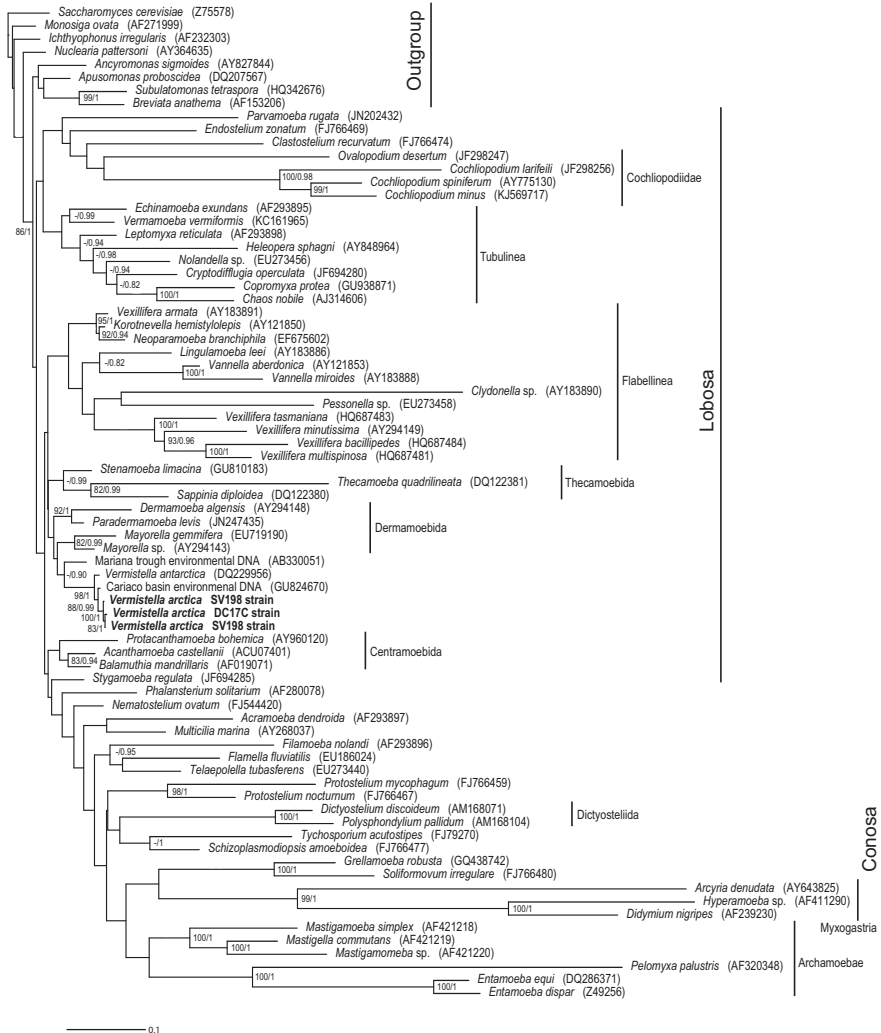 Saccharomyces cerevisiae (Z75578)
Monosiga ovata (AF271999)
Ichthyophonus irregularis (AF232303)
Nuclearia pattersoni (AY364635)
Ancyromonas sigmoides (AY827844)
Apusomonas proboscidea (DQ207567)
Subulatomonas tetraspora (HQ342676)
99/1
Breviata anathema (AF153206)
Outgroup
Parvamoeba rugata (JN202432)
Endostelium zonatum (FJ766469)
Clastostelium recurvatum (FJ766474)
Ovalopodium desertum (JF298247)
Cochliopodium larifeili (JF298256)
100/0.98
Cochliopodium spiniferum (AY775130)
99/1
Cochliopodium minus (KJ569717)
Cochliopodiidae
86/1
Echinamoeba exundans (AF293895)
-/0.99
Vermamoeba vermiformis (KC161965)
Leptomyxa reticulata (AF293898)
-/0.94
Heleopera sphagni (AY848964)
-/0.98
Nolandella sp. (EU273456)
-/0.94
Cryptodifflugia operculata (JF694280)
-/0.82
Copromyxa protea (GU938871)
100/1
Chaos nobile (AJ314606)
Tubulinea
Vexillifera armata (AY183891)
95/1
Korotnevella hemistylolepis (AY121850)
92/0.94
Neoparamoeba branchiphila (EF675602)
Lingulamoeba leei (AY183886)
-/0.82
Vannella aberdonica (AY121853)
100/1
Vannella miroides (AY183888)
Clydonella sp. (AY183890)
Pessonella sp. (EU273458)
Vexillifera tasmaniana (HQ687483)
100/1
Vexillifera minutissima (AY294149)
93/0.96
Vexillifera bacillipedes (HQ687484)
100/1
Vexillifera multispinosa (HQ687481)
Flabellinea
Lobosa
Stenamoeba limacina (GU810183)
-/0.99
Thecamoeba quadrilineata (DQ122381)
82/0.99
Sappinia diploidea (DQ122380)
Thecamoebida
Dermamoeba algensis (AY294148)
92/1
Paradermamoeba levis (JN247435)
Mayorella gemmifera (EU719190)
82/0.99
Mayorella sp. (AY294143)
Dermamoebida
Mariana trough environmental DNA (AB330051)
-/0.90
Vermistella antarctica (DQ229956)
98/1
Cariaco basin environmenal DNA (GU824670)
88/0.99
Vermistella arctica SV198 strain
100/1
Vermistella arctica DC17C strain
83/1
Vermistella arctica SV198 strain
Protacanthamoeba bohemica (AY960120)
Acanthamoeba castellanii (ACU07401)
83/0.94
Balamuthia mandrillaris (AF019071)
Centramoebida
Stygamoeba regulata (JF694285)
Phalansterium solitarium (AF280078)
Nematostelium ovatum (FJ544420)
Acramoeba dendroida (AF293897)
Multicilia marina (AY268037)
Filamoeba nolandi (AF293896)
-/0.95
Flamella fluviatilis (EU186024)
Telaepolella tubasferens (EU273440)
Protostelium mycophagum (FJ766459)
98/1
Protostelium nocturnum (FJ766467)
Dictyostelium discoideum (AM168071)
100/1
Polysphondylium pallidum (AM168104)
Dictyosteliida
Tychosporium acutostipes (FJ79270)
-/1
Schizoplasmodiopsis amoeboidea (FJ766477)
Grellamoeba robusta (GQ438742)
100/1
Soliformovum irregulare (FJ766480)
Arcyria denudata (AY643825)
99/1
Hyperamoeba sp. (AF411290)
100/1
Didymium nigripes (AF239230)
Myxogastria
Conosa
Mastigamoeba simplex (AF421218)
100/1
Mastigella commutans (AF421219)
100/1
Mastigamomeba sp. (AF421220)
Pelomyxa palustris (AF320348)
100/1
Entamoeba equi (DQ286371)
100/1
Entamoeba dispar (Z49256)
Archamoebae
0.1